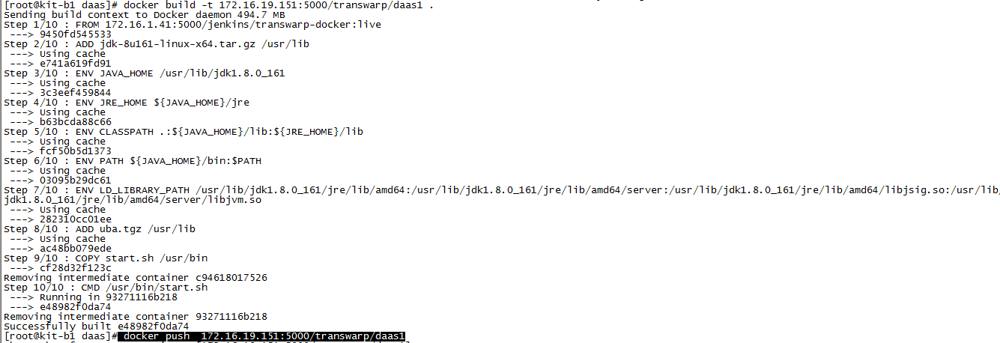 [root@kit-b1 daas]# docker build -t 172.16.19.151:5000/transwarp/daas1 .
Sending build context to Docker daemon 494.7 MB
Step 1/10 : FROM 172.16.1.41:5000/jenkins/transwarp-docker:live
 ---> 9450fd545533
Step 2/10 : ADD jdk-8u161-linux-x64.tar.gz /usr/lib
 ---> Using cache
 ---> e741a619fd91
Step 3/10 : ENV JAVA_HOME /usr/lib/jdk1.8.0_161
 ---> Using cache
 ---> 3c3eef459844
Step 4/10 : ENV JRE_HOME ${JAVA_HOME}/jre
 ---> Using cache
 ---> b63bcda88c66
Step 5/10 : ENV CLASSPATH .:${JAVA_HOME}/lib:${JRE_HOME}/lib
 ---> Using cache
 ---> fcf50b5d1373
Step 6/10 : ENV PATH ${JAVA_HOME}/bin:$PATH
 ---> Using cache
 ---> 03095b29dc61
Step 7/10 : ENV LD_LIBRARY_PATH /usr/lib/jdk1.8.0_161/jre/lib/amd64:/usr/lib/jdk1.8.0_161/jre/lib/amd64/server:/usr/lib/jdk1.8.0_161/jre/lib/amd64/libjsig.so:/usr/lib/
jdk1.8.0_161/jre/lib/amd64/server/libjvm.so
 ---> Using cache
 ---> 282310cc01ee
Step 8/10 : ADD uba.tgz /usr/lib
 ---> Using cache
 ---> ac48bb079ede
Step 9/10 : COPY start.sh /usr/bin
 ---> cf28d32f123c
Removing intermediate container c94618017526
Step 10/10 : CMD /usr/bin/start.sh
 ---> Running in 93271116b218
 ---> e48982f0da74
Removing intermediate container 93271116b218
Successfully built e48982f0da74
[root@kit-b1 daas]# docker push  172.16.19.151:5000/transwarp/daas1